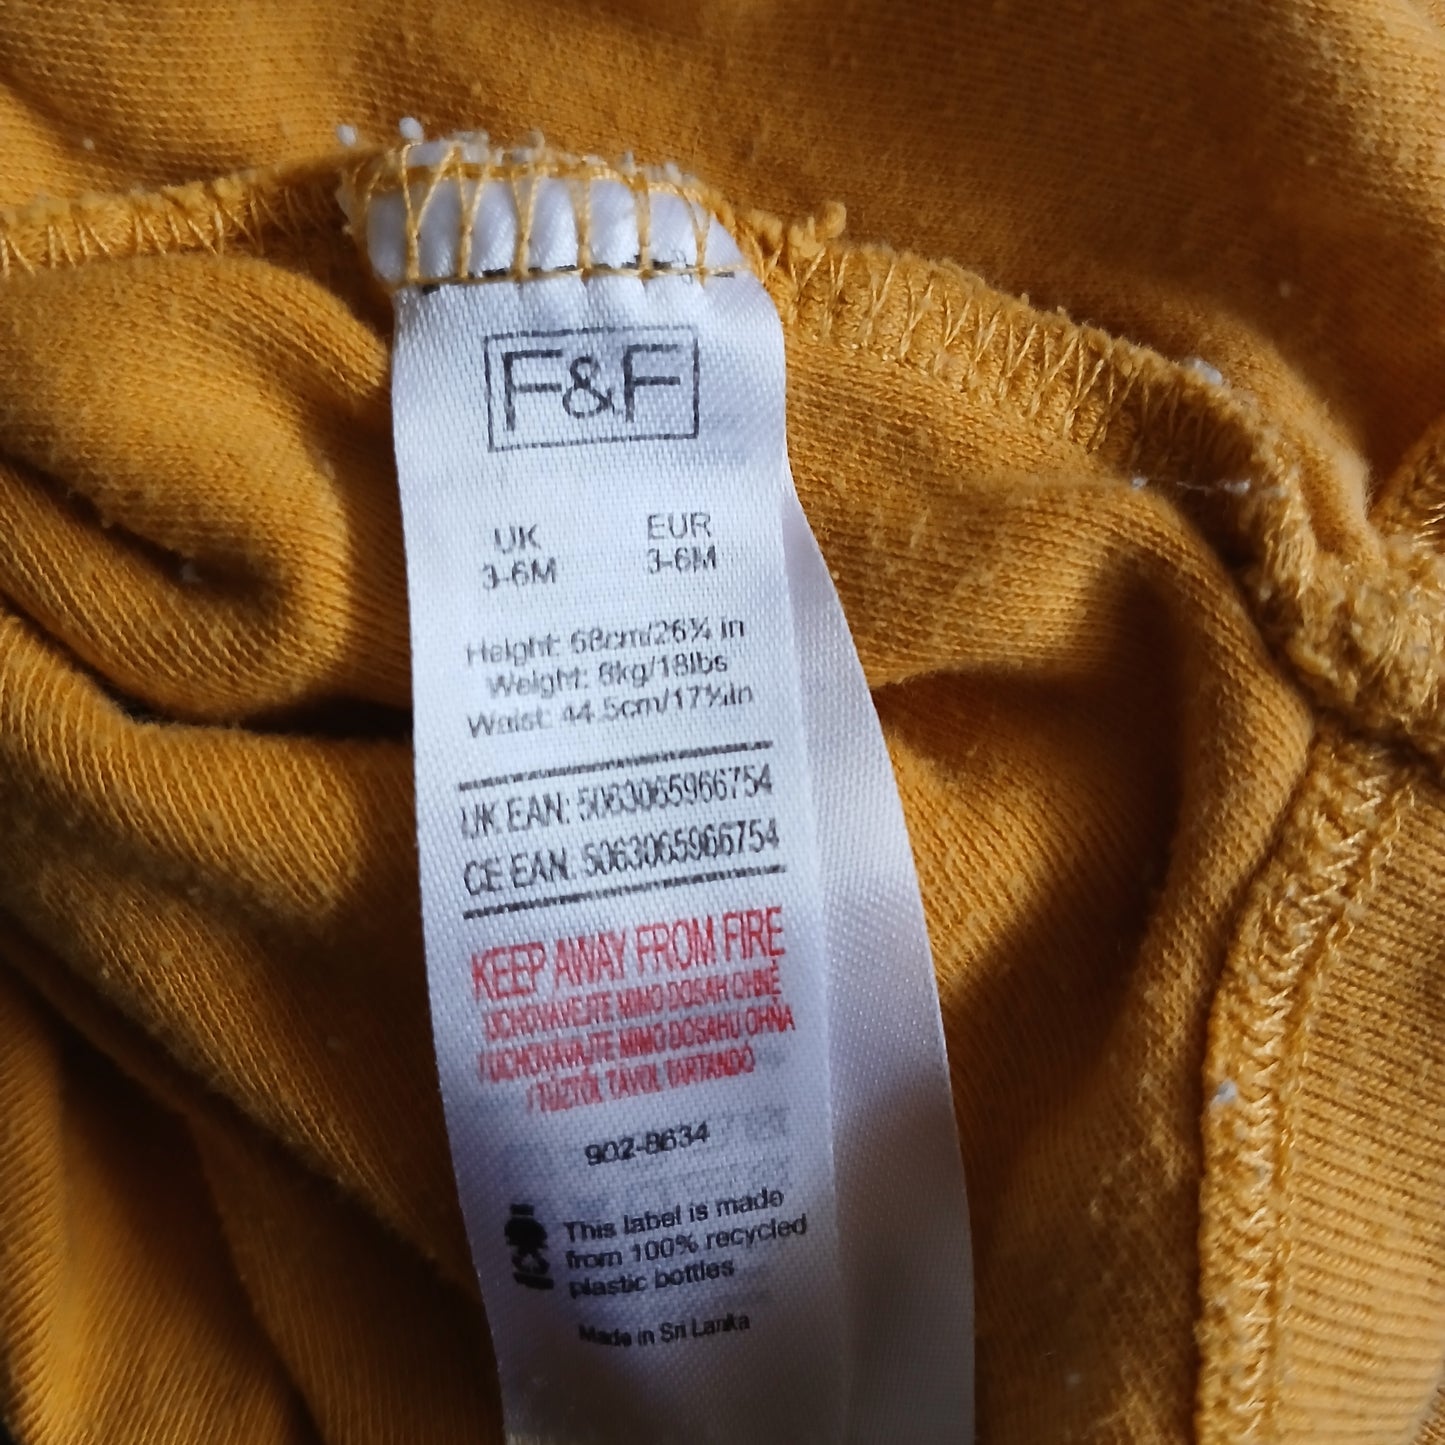 F&F
UK EUR
3-6M 3-6M
Height: 68cm/26¾ in
Weight: 8kg/18lbs
Waist: 44.5cm/17½in
UK EAN: 5063065966754
CE EAN: 5063065966754
KEEP AWAY FROM FIRE
UCHOVÁVEJTE MIMO DOSAH OHNĚ
/ UCHOVÁVAJTE MIMO DOSAHU OHŇA
/ TŰZTŐL TÁVOL TARTANDÓ
902-8634
This label is made
from 100% recycled
plastic bottles
Made in Sri Lanka